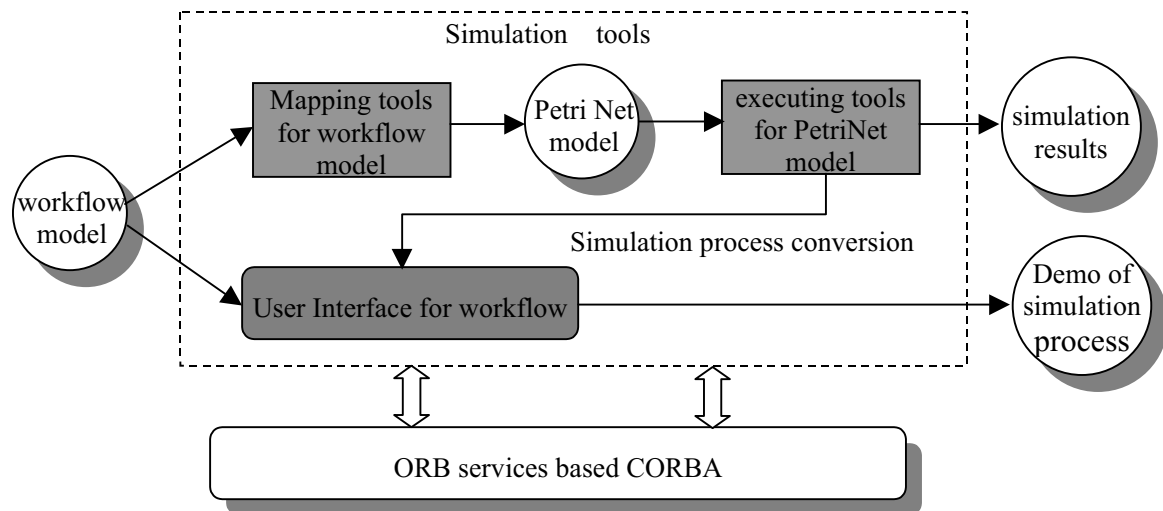 Simulation tools
Mapping tools
for workflow
model
Petri Net
model
executing tools
for PetriNet
model
simulation
results
workflow
model
Simulation process conversion
User Interface for workflow
Demo of
simulation
process
ORB services based CORBA